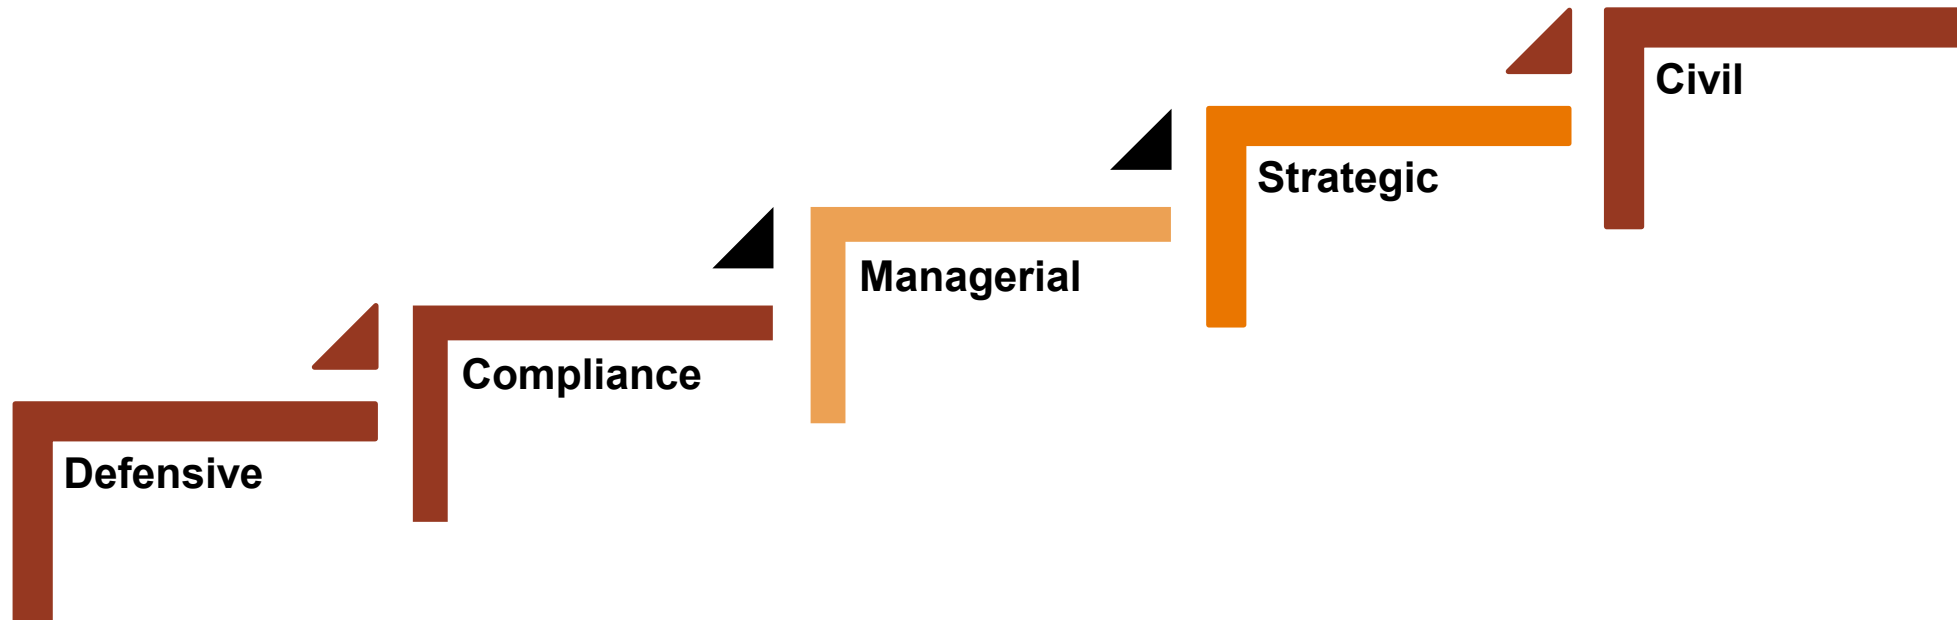 Defensive
Compliance
Managerial
Strategic
Civil